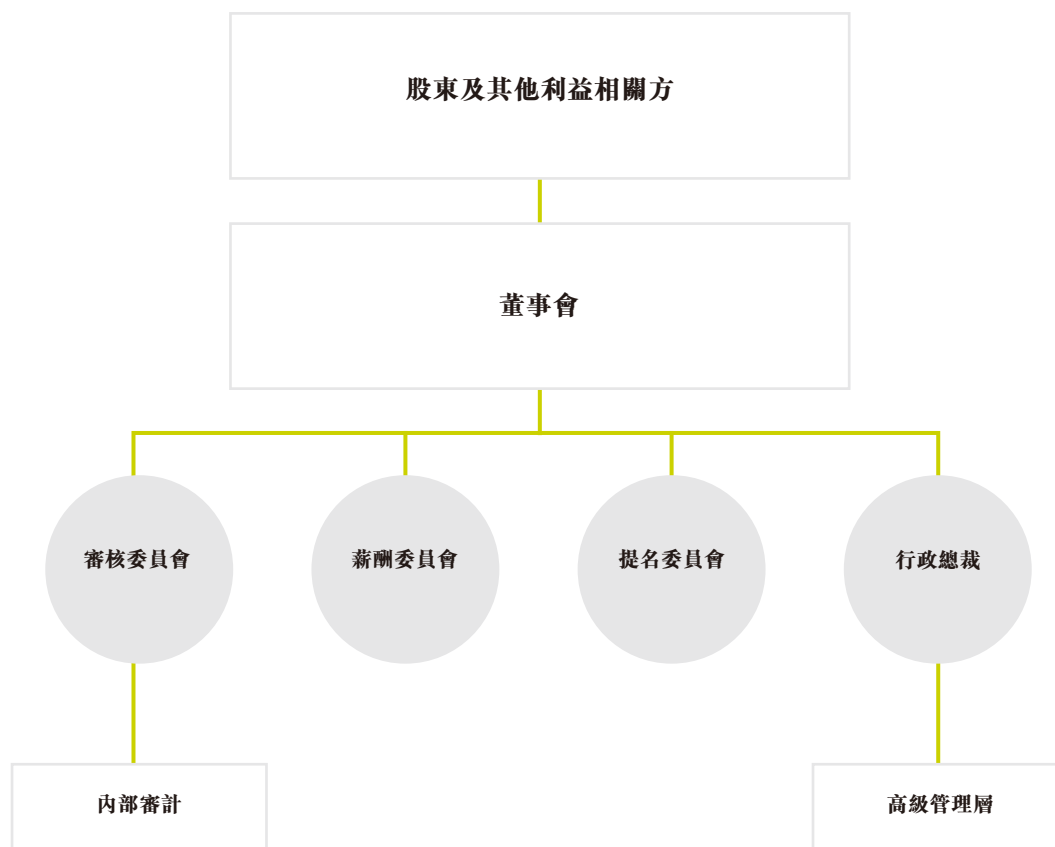 股東及其他利益相關方
董事會
審核委員會
薪酬委員會
提名委員會
行政總裁
內部審計
高級管理層